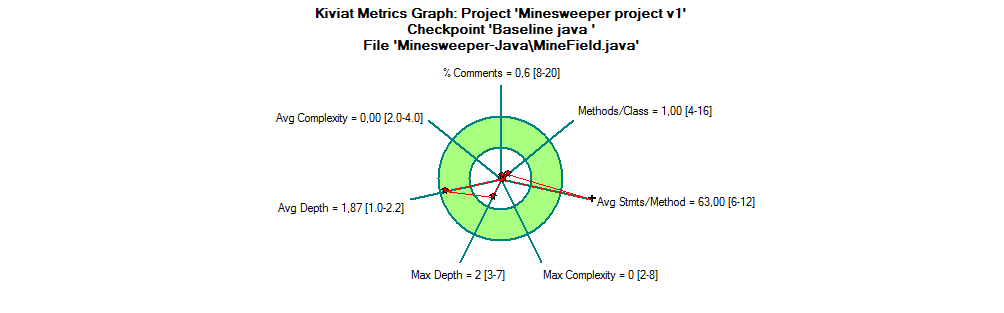 Kiviat Metrics Graph: Project 'Minesweeper project v1'
Checkpoint 'Baseline java '
File 'Minesweeper-Java\MineField.java'
% Comments = 0,6 [8-20]
Methods/Class = 1,00 [4-16]
Avg Complexity = 0,00 [2.0-4.0]
Avg Stmts/Method = 63,00 [6-12]
Avg Depth = 1,87 [1.0-2.2]
Max Depth = 2 [3-7]
Max Complexity = 0 [2-8]